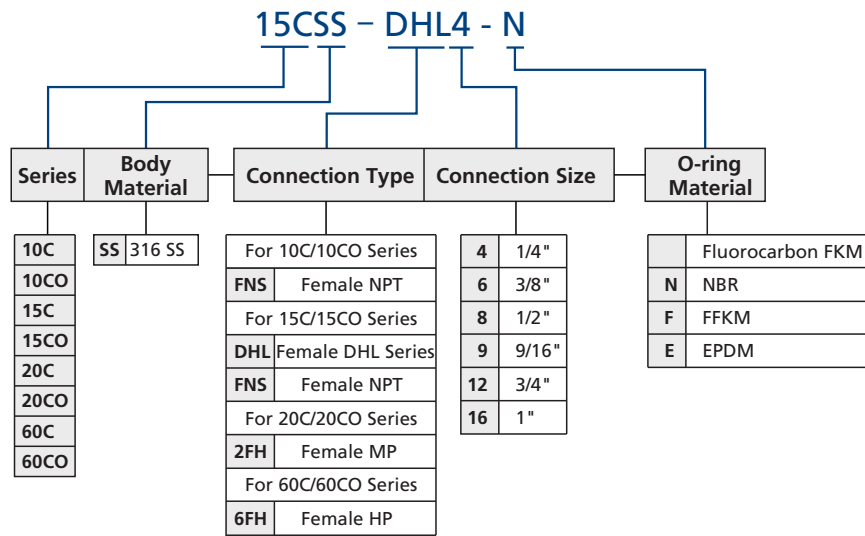 15CSS – DHL4 - N
Series
Body
Material
Connection Type
Connection Size
O-ring
Material
10C
10CO
15C
15CO
20C
20CO
60C
60CO
SS 316 SS
For 10C/10CO Series
FNS Female NPT
For 15C/15CO Series
DHL Female DHL Series
FNS Female NPT
For 20C/20CO Series
2FH Female MP
For 60C/60CO Series
6FH Female HP
4 1/4"
6 3/8"
8 1/2"
9 9/16"
12 3/4"
16 1"
Fluorocarbon FKM
N NBR
F FFKM
E EPDM